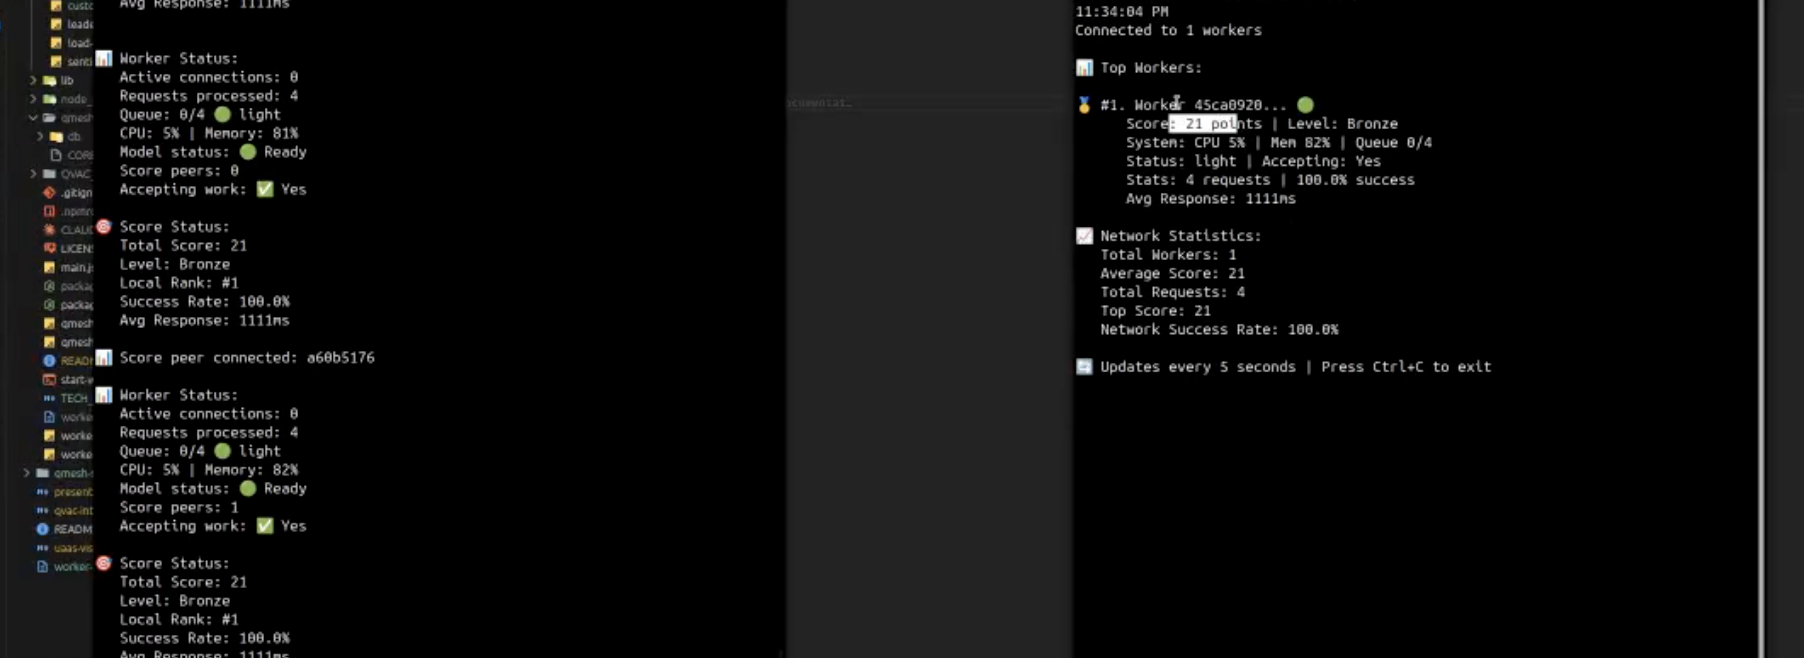 custo
leade
load-
senti
lib
node_
qmesh
db
CORE
QVAC
.gitign
.npmrc
CLAUD
LICENS
main.js
packag
packag
qmesh
qmesh
READM
start-w
TECH_
worke
worke
worke
qmesh-
present
qvac-int
READM
uaas-vis
worker-
Avg Response: 1111ms
📊 Worker Status:
Active connections: 0
Requests processed: 4
Queue: 0/4 🟢 light
CPU: 5% | Memory: 81%
Model status: 🟢 Ready
Score peers: 0
Accepting work: ✅ Yes
🎯 Score Status:
Total Score: 21
Level: Bronze
Local Rank: #1
Success Rate: 100.0%
Avg Response: 1111ms
📊 Score peer connected: a60b5176
📊 Worker Status:
Active connections: 0
Requests processed: 4
Queue: 0/4 🟢 light
CPU: 5% | Memory: 82%
Model status: 🟢 Ready
Score peers: 1
Accepting work: ✅ Yes
🎯 Score Status:
Total Score: 21
Level: Bronze
Local Rank: #1
Success Rate: 100.0%
Avg Response: 1111ms
11:34:04 PM
Connected to 1 workers
📊 Top Workers:
🥇 #1. Worker 45ca0920... 🟢
Score: 21 points | Level: Bronze
System: CPU 5% | Mem 82% | Queue 0/4
Status: light | Accepting: Yes
Stats: 4 requests | 100.0% success
Avg Response: 1111ms
📈 Network Statistics:
Total Workers: 1
Average Score: 21
Total Requests: 4
Top Score: 21
Network Success Rate: 100.0%
🔄 Updates every 5 seconds | Press Ctrl+C to exit